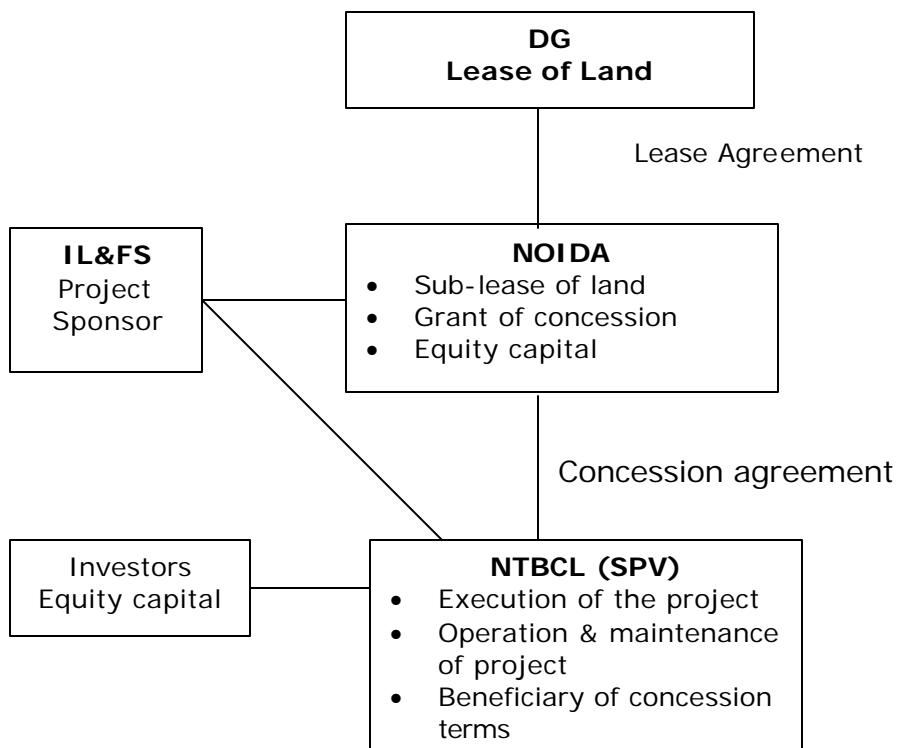 DG
Lease of Land
Lease Agreement
IL&FS
Project
Sponsor
NOIDA
• Sub-lease of land
• Grant of concession
• Equity capital
Concession agreement
Investors
Equity capital
NTBCL (SPV)
• Execution of the project
• Operation & maintenance
of project
• Beneficiary of concession
terms